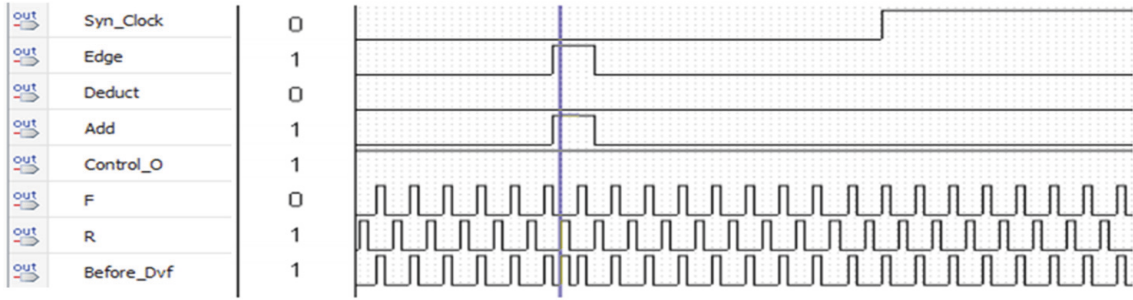 out Syn_Clock 0
out Edge 1
out Deduct 0
out Add 1
out Control_O 1
out F 0
out R 1
out Before_Dvf 1